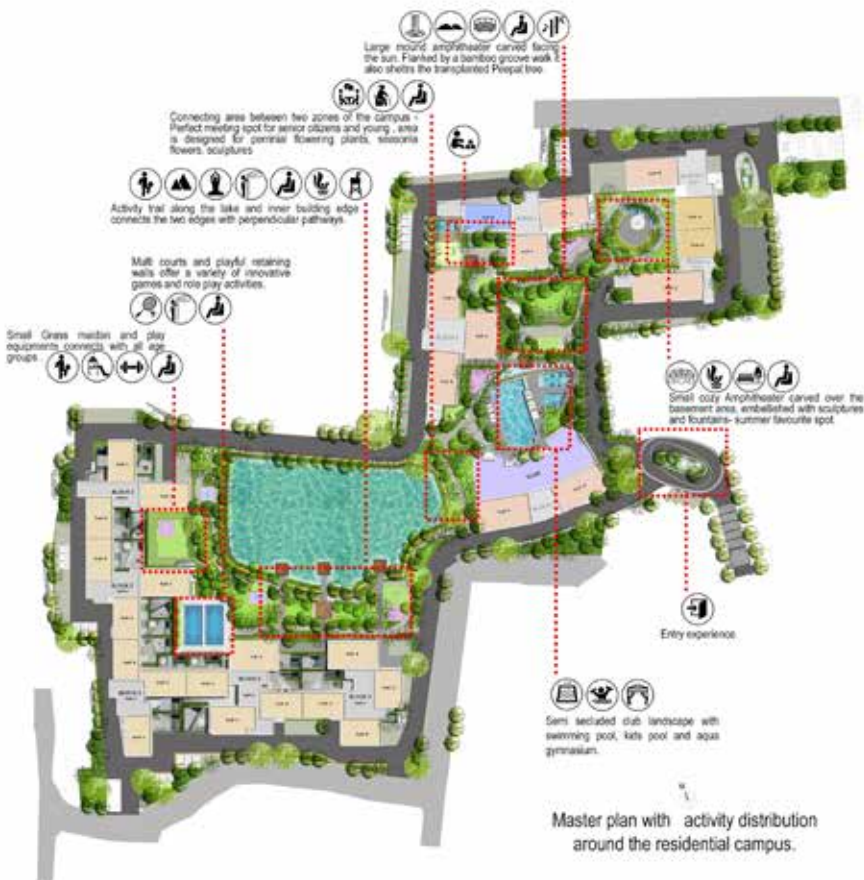 Large mound amphitheater carved facing
the sun. Flanked by a bamboo groove walk it
also sheltrs the transplanted Peepal tree
Connecting area between two zones of the campus -
Perfect meeting spot for senior citizens and young , area
is designed for perinial flowering plants, seasonla
flowers, sculptures
Activity trail along the lake and inner building edge
connects the two edges with perpendicular pathways.
Multi courts and playful retaining
walls offer a variety of innovative
games and role play activities.
Small Grass maidan and play
equipments connects with all age
groups
Small cozy Amphitheater carved over the
basement area, embellished with sculptures
and fountains- summer favourite spot
Entry experience
Semi secluded club landscape with
swimming pool, kids pool and aqua
gymnasium.
Master plan with activity distribution
around the residential campus.